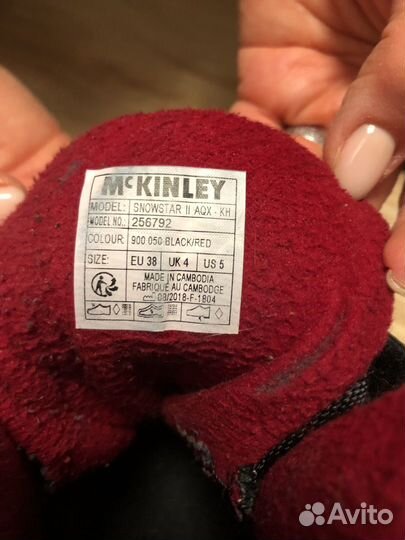 McKINLEY
MODEL: SNOWSTAR II AQX - KH
MODEL NO.: 256792
COLOUR: 900 050 BLACK/RED
SIZE: EU 38 UK 4 US 5
MADE IN CAMBODIA
FABRIQUÉ AU CAMBODGE
08/2018-F-1804
Avito